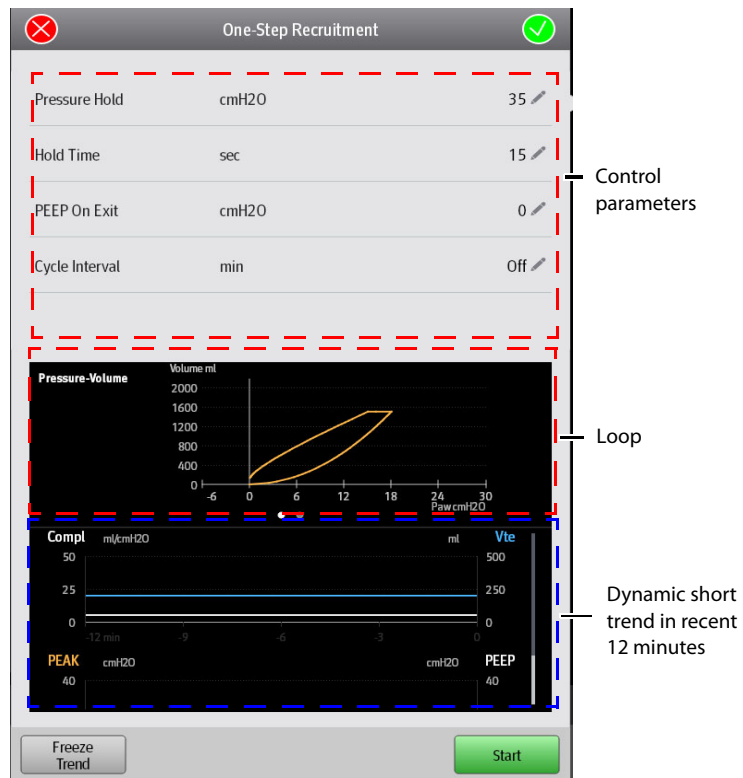 One-Step Recruitment
Pressure Hold cmH2O 35
Hold Time sec 15
PEEP On Exit cmH2O 0
Cycle Interval min Off
Control
parameters
Pressure-Volume
Volume ml
2000
1600
1200
800
400
0
-6 0 6 12 18 24 30
Paw cmH2O
Loop
Compl ml/cmH2O ml Vte
50 500
25 250
0 0
-12 min -9 -6 -3 0
PEAK cmH2O cmH2O PEEP
40 40
Dynamic short
trend in recent
12 minutes
Freeze
Trend
Start